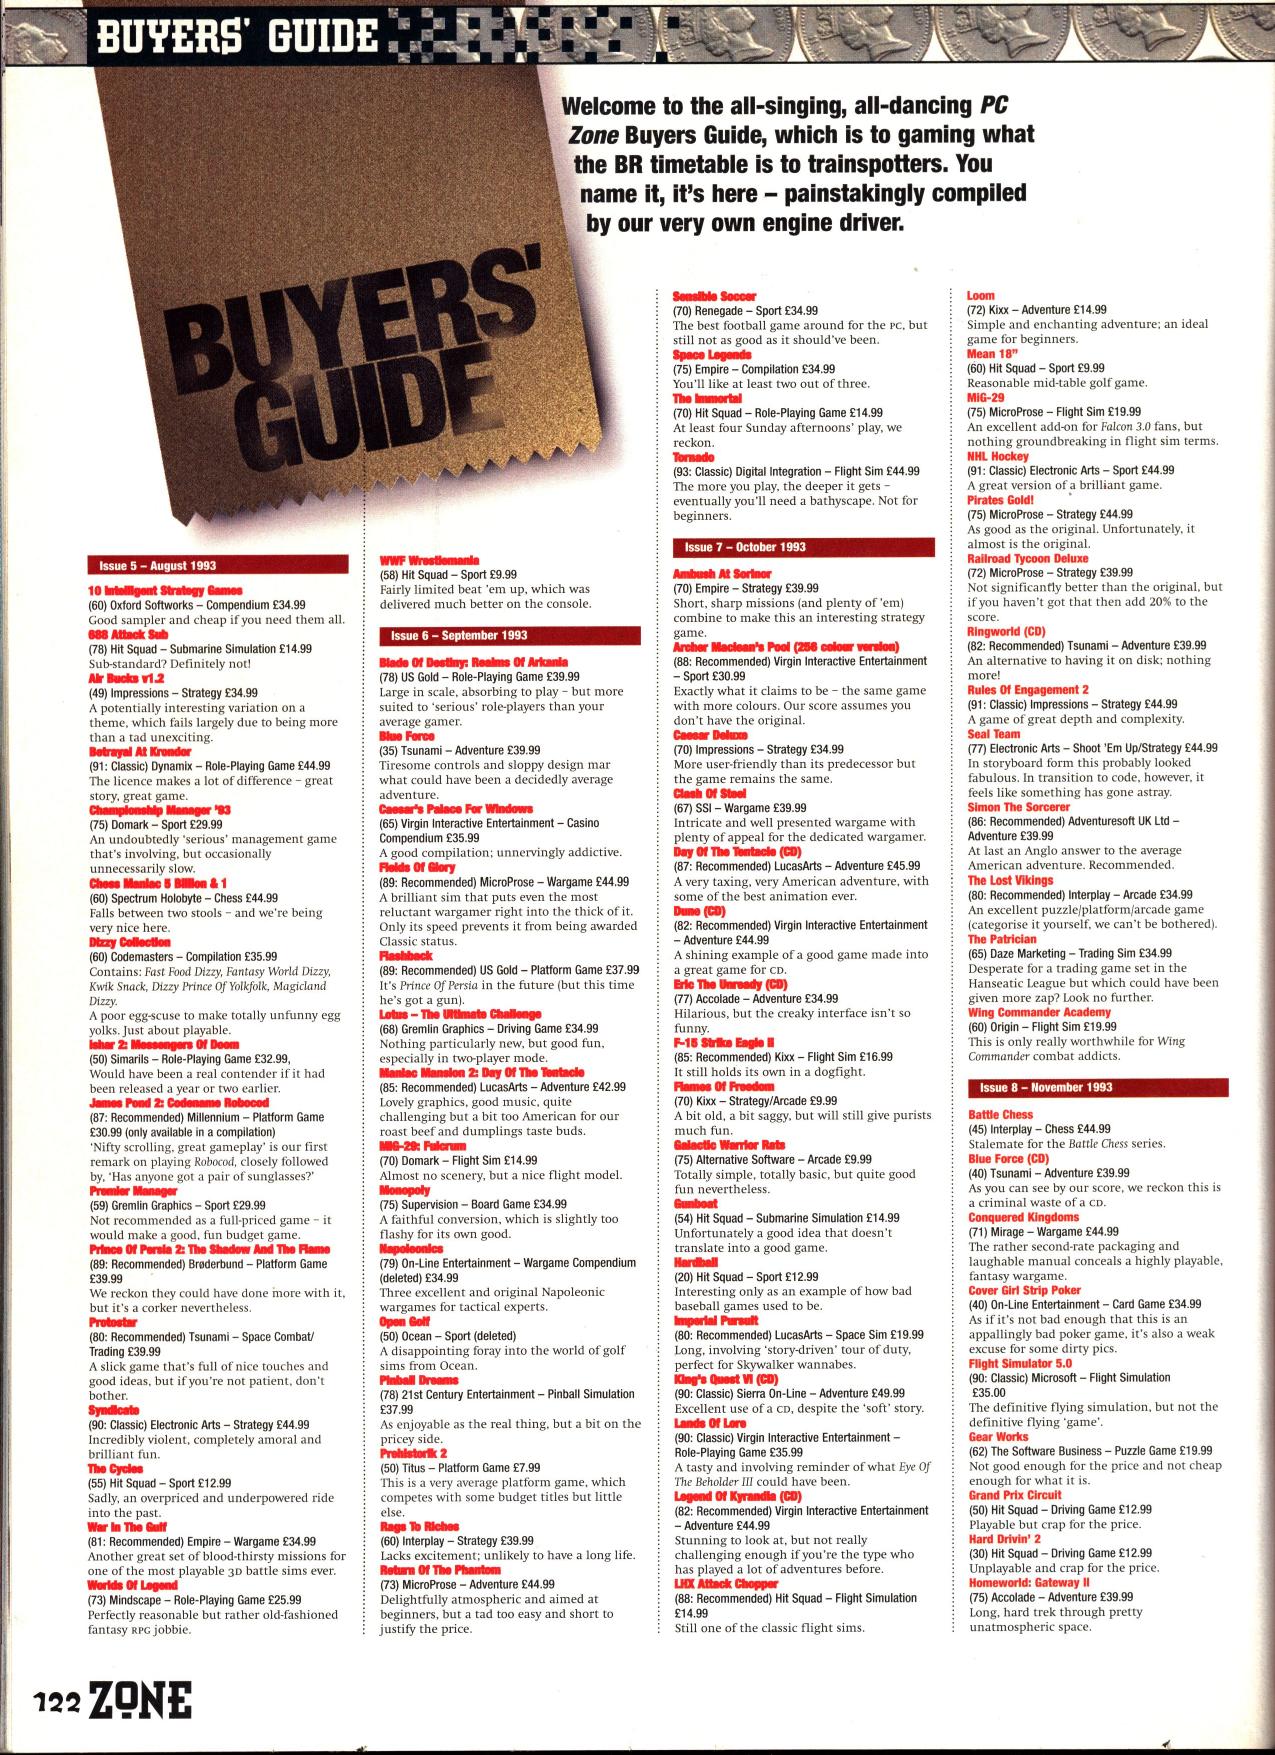 BUYERS' GUIDE
Welcome to the all-singing, all-dancing PC
Zone Buyers Guide, which is to gaming what
the BR timetable is to trainspotters. You
name it, it's here – painstakingly compiled
by our very own engine driver.
BUYERS'
GUIDE
Issue 5 – August 1993
10 Intelligent Strategy Games
(60) Oxford Softworks – Compendium £34.99
Good sampler and cheap if you need them all.
688 Attack Sub
(78) Hit Squad – Submarine Simulation £14.99
Sub-standard? Definitely not!
Air Bucks v1.2
(49) Impressions – Strategy £34.99
A potentially interesting variation on a
theme, which fails largely due to being more
than a tad unexciting.
Betrayal At Krondor
(91: Classic) Dynamix – Role-Playing Game £44.99
The licence makes a lot of difference – great
story, great game.
Championship Manager '93
(75) Domark – Sport £29.99
An undoubtedly 'serious' management game
that's involving, but occasionally
unnecessarily slow.
Chess Maniac 5 Billion & 1
(60) Spectrum Holobyte – Chess £44.99
Falls between two stools – and we're being
very nice here.
Dizzy Collection
(60) Codemasters – Compilation £35.99
Contains: Fast Food Dizzy, Fantasy World Dizzy,
Kwik Snack, Dizzy Prince Of Yolkfolk, Magicland
Dizzy.
A poor egg-scuse to make totally unfunny egg
yolks. Just about playable.
Ishar 2: Messengers Of Doom
(50) Simarils – Role-Playing Game £32.99,
Would have been a real contender if it had
been released a year or two earlier.
James Pond 2: Codename Robocod
(87: Recommended) Millennium – Platform Game
£30.99 (only available in a compilation)
'Nifty scrolling, great gameplay' is our first
remark on playing Robocod, closely followed
by, 'Has anyone got a pair of sunglasses?'
Premier Manager
(59) Gremlin Graphics – Sport £29.99
Not recommended as a full-priced game – it
would make a good, fun budget game.
Prince Of Persia 2: The Shadow And The Flame
(89: Recommended) Brøderbund – Platform Game
£39.99
We reckon they could have done more with it,
but it's a corker nevertheless.
Protostar
(80: Recommended) Tsunami – Space Combat/
Trading £39.99
A slick game that's full of nice touches and
good ideas, but if you're not patient, don't
bother.
Syndicate
(90: Classic) Electronic Arts – Strategy £44.99
Incredibly violent, completely amoral and
brilliant fun.
The Cycles
(55) Hit Squad – Sport £12.99
Sadly, an overpriced and underpowered ride
into the past.
War In The Gulf
(81: Recommended) Empire – Wargame £34.99
Another great set of blood-thirsty missions for
one of the most playable 3D battle sims ever.
Worlds Of Legend
(73) Mindscape – Role-Playing Game £25.99
Perfectly reasonable but rather old-fashioned
fantasy RPG jobbie.
WWF Wrestlemania
(58) Hit Squad – Sport £9.99
Fairly limited beat 'em up, which was
delivered much better on the console.
Issue 6 – September 1993
Blade Of Destiny: Realms Of Arkania
(78) US Gold – Role-Playing Game £39.99
Large in scale, absorbing to play – but more
suited to 'serious' role-players than your
average gamer.
Blue Force
(35) Tsunami – Adventure £39.99
Tiresome controls and sloppy design mar
what could have been a decidedly average
adventure.
Caesar's Palace For Windows
(65) Virgin Interactive Entertainment – Casino
Compendium £35.99
A good compilation; unnervingly addictive.
Fields Of Glory
(89: Recommended) MicroProse – Wargame £44.99
A brilliant sim that puts even the most
reluctant wargamer right into the thick of it.
Only its speed prevents it from being awarded
Classic status.
Flashback
(89: Recommended) US Gold – Platform Game £37.99
It's Prince Of Persia in the future (but this time
he's got a gun).
Lotus – The Ultimate Challenge
(68) Gremlin Graphics – Driving Game £34.99
Nothing particularly new, but good fun,
especially in two-player mode.
Maniac Mansion 2: Day Of The Tentacle
(85: Recommended) LucasArts – Adventure £42.99
Lovely graphics, good music, quite
challenging but a bit too American for our
roast beef and dumplings taste buds.
MiG-29: Fulcrum
(70) Domark – Flight Sim £14.99
Almost no scenery, but a nice flight model.
Monopoly
(75) Supervision – Board Game £34.99
A faithful conversion, which is slightly too
flashy for its own good.
Napoleonics
(79) On-Line Entertainment – Wargame Compendium
(deleted) £34.99
Three excellent and original Napoleonic
wargames for tactical experts.
Open Golf
(50) Ocean – Sport (deleted)
A disappointing foray into the world of golf
sims from Ocean.
Pinball Dreams
(78) 21st Century Entertainment – Pinball Simulation
£37.99
As enjoyable as the real thing, but a bit on the
pricey side.
Prehistorik 2
(50) Titus – Platform Game £7.99
This is a very average platform game, which
competes with some budget titles but little
else.
Rags To Riches
(60) Interplay – Strategy £39.99
Lacks excitement; unlikely to have a long life.
Return Of The Phantom
(73) MicroProse – Adventure £44.99
Delightfully atmospheric and aimed at
beginners, but a tad too easy and short to
justify the price.
Sensible Soccer
(70) Renegade – Sport £34.99
The best football game around for the PC, but
still not as good as it should've been.
Space Legends
(75) Empire – Compilation £34.99
You'll like at least two out of three.
The Immortal
(70) Hit Squad – Role-Playing Game £14.99
At least four Sunday afternoons' play, we
reckon.
Tornado
(93: Classic) Digital Integration – Flight Sim £44.99
The more you play, the deeper it gets –
eventually you'll need a bathyscape. Not for
beginners.
Issue 7 – October 1993
Ambush At Sorinor
(70) Empire – Strategy £39.99
Short, sharp missions (and plenty of 'em)
combine to make this an interesting strategy
game.
Archer Maclean's Pool (256 colour version)
(88: Recommended) Virgin Interactive Entertainment
– Sport £30.99
Exactly what it claims to be – the same game
with more colours. Our score assumes you
don't have the original.
Caesar Deluxe
(70) Impressions – Strategy £34.99
More user-friendly than its predecessor but
the game remains the same.
Clash Of Steel
(67) SSI – Wargame £39.99
Intricate and well presented wargame with
plenty of appeal for the dedicated wargamer.
Day Of The Tentacle (CD)
(87: Recommended) LucasArts – Adventure £45.99
A very taxing, very American adventure, with
some of the best animation ever.
Dune (CD)
(82: Recommended) Virgin Interactive Entertainment
– Adventure £44.99
A shining example of a good game made into
a great game for CD.
Eric The Unready (CD)
(77) Accolade – Adventure £34.99
Hilarious, but the creaky interface isn't so
funny.
F-15 Strike Eagle II
(85: Recommended) Kixx – Flight Sim £16.99
It still holds its own in a dogfight.
Flames Of Freedom
(70) Kixx – Strategy/Arcade £9.99
A bit old, a bit saggy, but will still give purists
much fun.
Galactic Warrior Rats
(75) Alternative Software – Arcade £9.99
Totally simple, totally basic, but quite good
fun nevertheless.
Gunboat
(54) Hit Squad – Submarine Simulation £14.99
Unfortunately a good idea that doesn't
translate into a good game.
Hardball
(20) Hit Squad – Sport £12.99
Interesting only as an example of how bad
baseball games used to be.
Imperial Pursuit
(80: Recommended) LucasArts – Space Sim £19.99
Long, involving 'story-driven' tour of duty,
perfect for Skywalker wannabes.
King's Quest VI (CD)
(90: Classic) Sierra On-Line – Adventure £49.99
Excellent use of a CD, despite the 'soft' story.
Lands Of Lore
(90: Classic) Virgin Interactive Entertainment –
Role-Playing Game £35.99
A tasty and involving reminder of what Eye Of
The Beholder III could have been.
Legend Of Kyrandia (CD)
(82: Recommended) Virgin Interactive Entertainment
– Adventure £44.99
Stunning to look at, but not really
challenging enough if you're the type who
has played a lot of adventures before.
LHX Attack Chopper
(88: Recommended) Hit Squad – Flight Simulation
£14.99
Still one of the classic flight sims.
Loom
(72) Kixx – Adventure £14.99
Simple and enchanting adventure; an ideal
game for beginners.
Mean 18"
(60) Hit Squad – Sport £9.99
Reasonable mid-table golf game.
MiG-29
(75) MicroProse – Flight Sim £19.99
An excellent add-on for Falcon 3.0 fans, but
nothing groundbreaking in flight sim terms.
NHL Hockey
(91: Classic) Electronic Arts – Sport £44.99
A great version of a brilliant game.
Pirates Gold!
(75) MicroProse – Strategy £44.99
As good as the original. Unfortunately, it
almost is the original.
Railroad Tycoon Deluxe
(72) MicroProse – Strategy £39.99
Not significantly better than the original, but
if you haven't got that then add 20% to the
score.
Ringworld (CD)
(82: Recommended) Tsunami – Adventure £39.99
An alternative to having it on disk; nothing
more!
Rules Of Engagement 2
(91: Classic) Impressions – Strategy £44.99
A game of great depth and complexity.
Seal Team
(77) Electronic Arts – Shoot 'Em Up/Strategy £44.99
In storyboard form this probably looked
fabulous. In transition to code, however, it
feels like something has gone astray.
Simon The Sorcerer
(86: Recommended) Adventuresoft UK Ltd –
Adventure £39.99
At last an Anglo answer to the average
American adventure. Recommended.
The Lost Vikings
(80: Recommended) Interplay – Arcade £34.99
An excellent puzzle/platform/arcade game
(categorise it yourself, we can't be bothered).
The Patrician
(65) Daze Marketing – Trading Sim £34.99
Desperate for a trading game set in the
Hanseatic League but which could have been
given more zap? Look no further.
Wing Commander Academy
(60) Origin – Flight Sim £19.99
This is only really worthwhile for Wing
Commander combat addicts.
Issue 8 – November 1993
Battle Chess
(45) Interplay – Chess £44.99
Stalemate for the Battle Chess series.
Blue Force (CD)
(40) Tsunami – Adventure £39.99
As you can see by our score, we reckon this is
a criminal waste of a CD.
Conquered Kingdoms
(71) Mirage – Wargame £44.99
The rather second-rate packaging and
laughable manual conceals a highly playable,
fantasy wargame.
Cover Girl Strip Poker
(40) On-Line Entertainment – Card Game £34.99
As if it's not bad enough that this is an
appallingly bad poker game, it's also a weak
excuse for some dirty pics.
Flight Simulator 5.0
(90: Classic) Microsoft – Flight Simulation
£35.00
The definitive flying simulation, but not the
definitive flying 'game'.
Gear Works
(62) The Software Business – Puzzle Game £19.99
Not good enough for the price and not cheap
enough for what it is.
Grand Prix Circuit
(50) Hit Squad – Driving Game £12.99
Playable but crap for the price.
Hard Drivin' 2
(30) Hit Squad – Driving Game £12.99
Unplayable and crap for the price.
Homeworld: Gateway II
(75) Accolade – Adventure £39.99
Long, hard trek through pretty
unatmospheric space.
122 ZONE